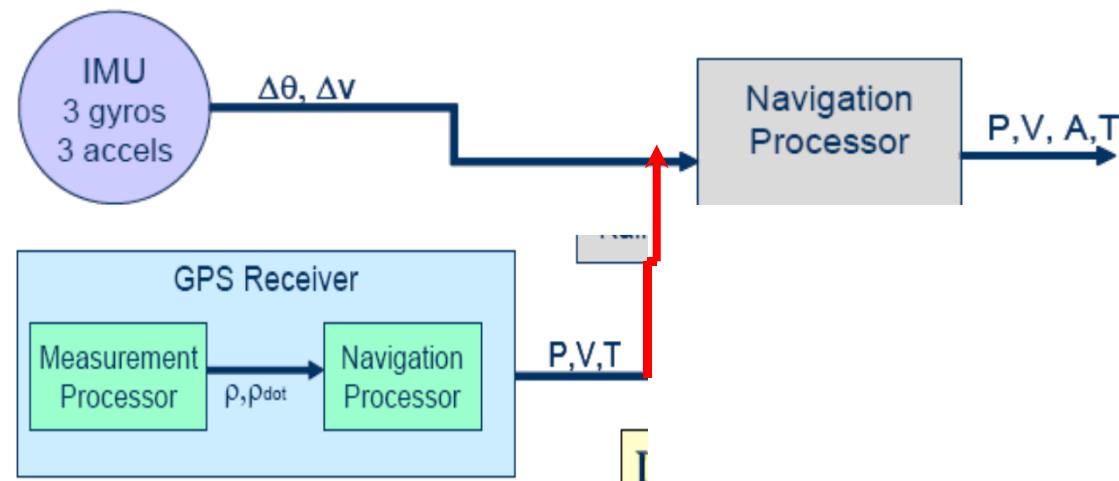 IMU
3 gyros
3 accels
Δθ, Δv
Navigation
Processor
P,V, A,T
GPS Receiver
Measurement
Processor
ρ,ρdot
Navigation
Processor
P,V,T